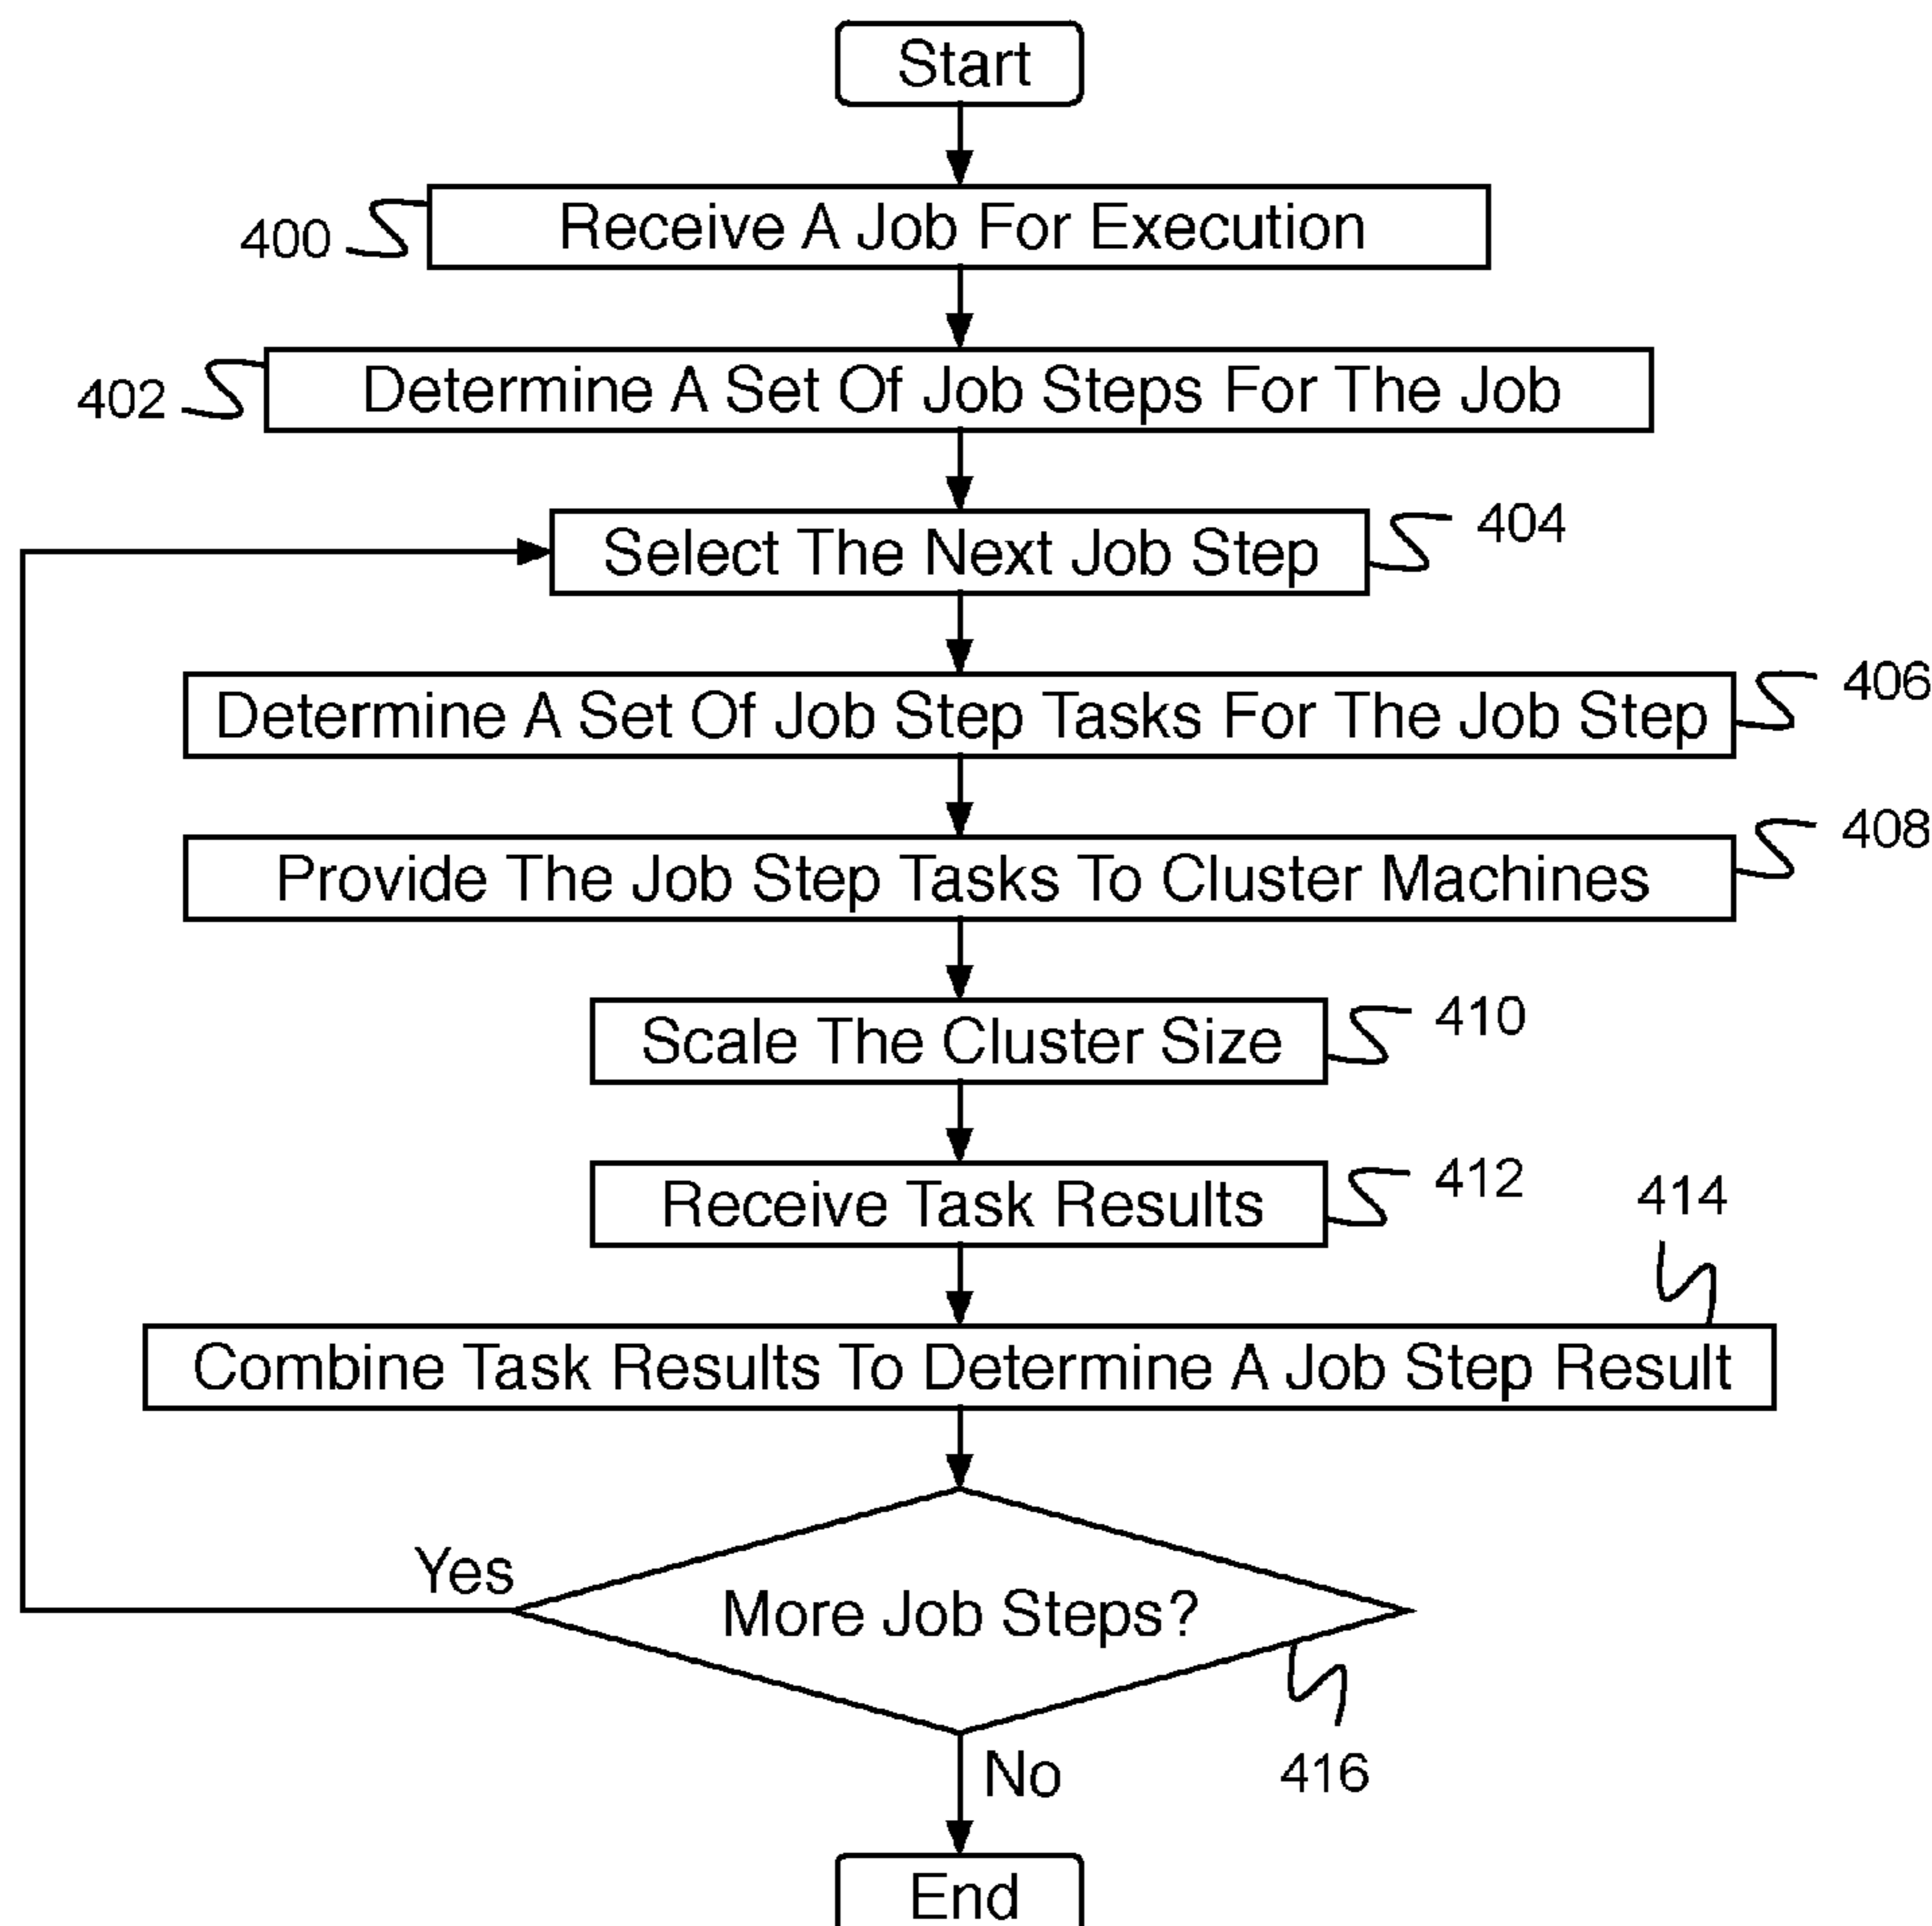 Start
400
Receive A Job For Execution
402
Determine A Set Of Job Steps For The Job
Select The Next Job Step
404
Determine A Set Of Job Step Tasks For The Job Step
406
Provide The Job Step Tasks To Cluster Machines
408
Scale The Cluster Size
410
Receive Task Results
412
414
Combine Task Results To Determine A Job Step Result
Yes
More Job Steps?
416
No
End